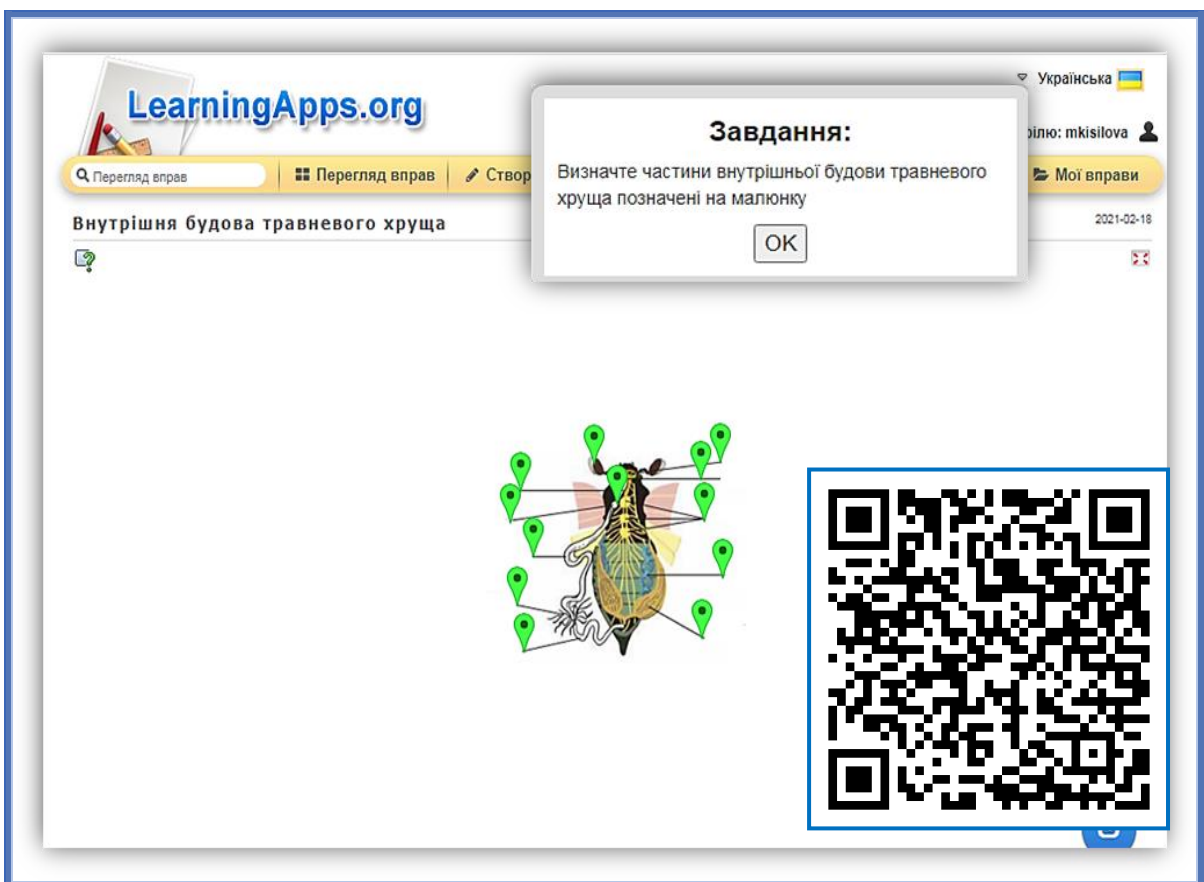 LearningApps.org
Українська
рілю: mkisilova
Перегляд вправ
Перегляд вправ
Створ
Мої вправи
Завдання:
Визначте частини внутрішньої будови травневого
хруща позначені на малюнку
OK
Внутрішня будова травневого хруща
2021-02-18